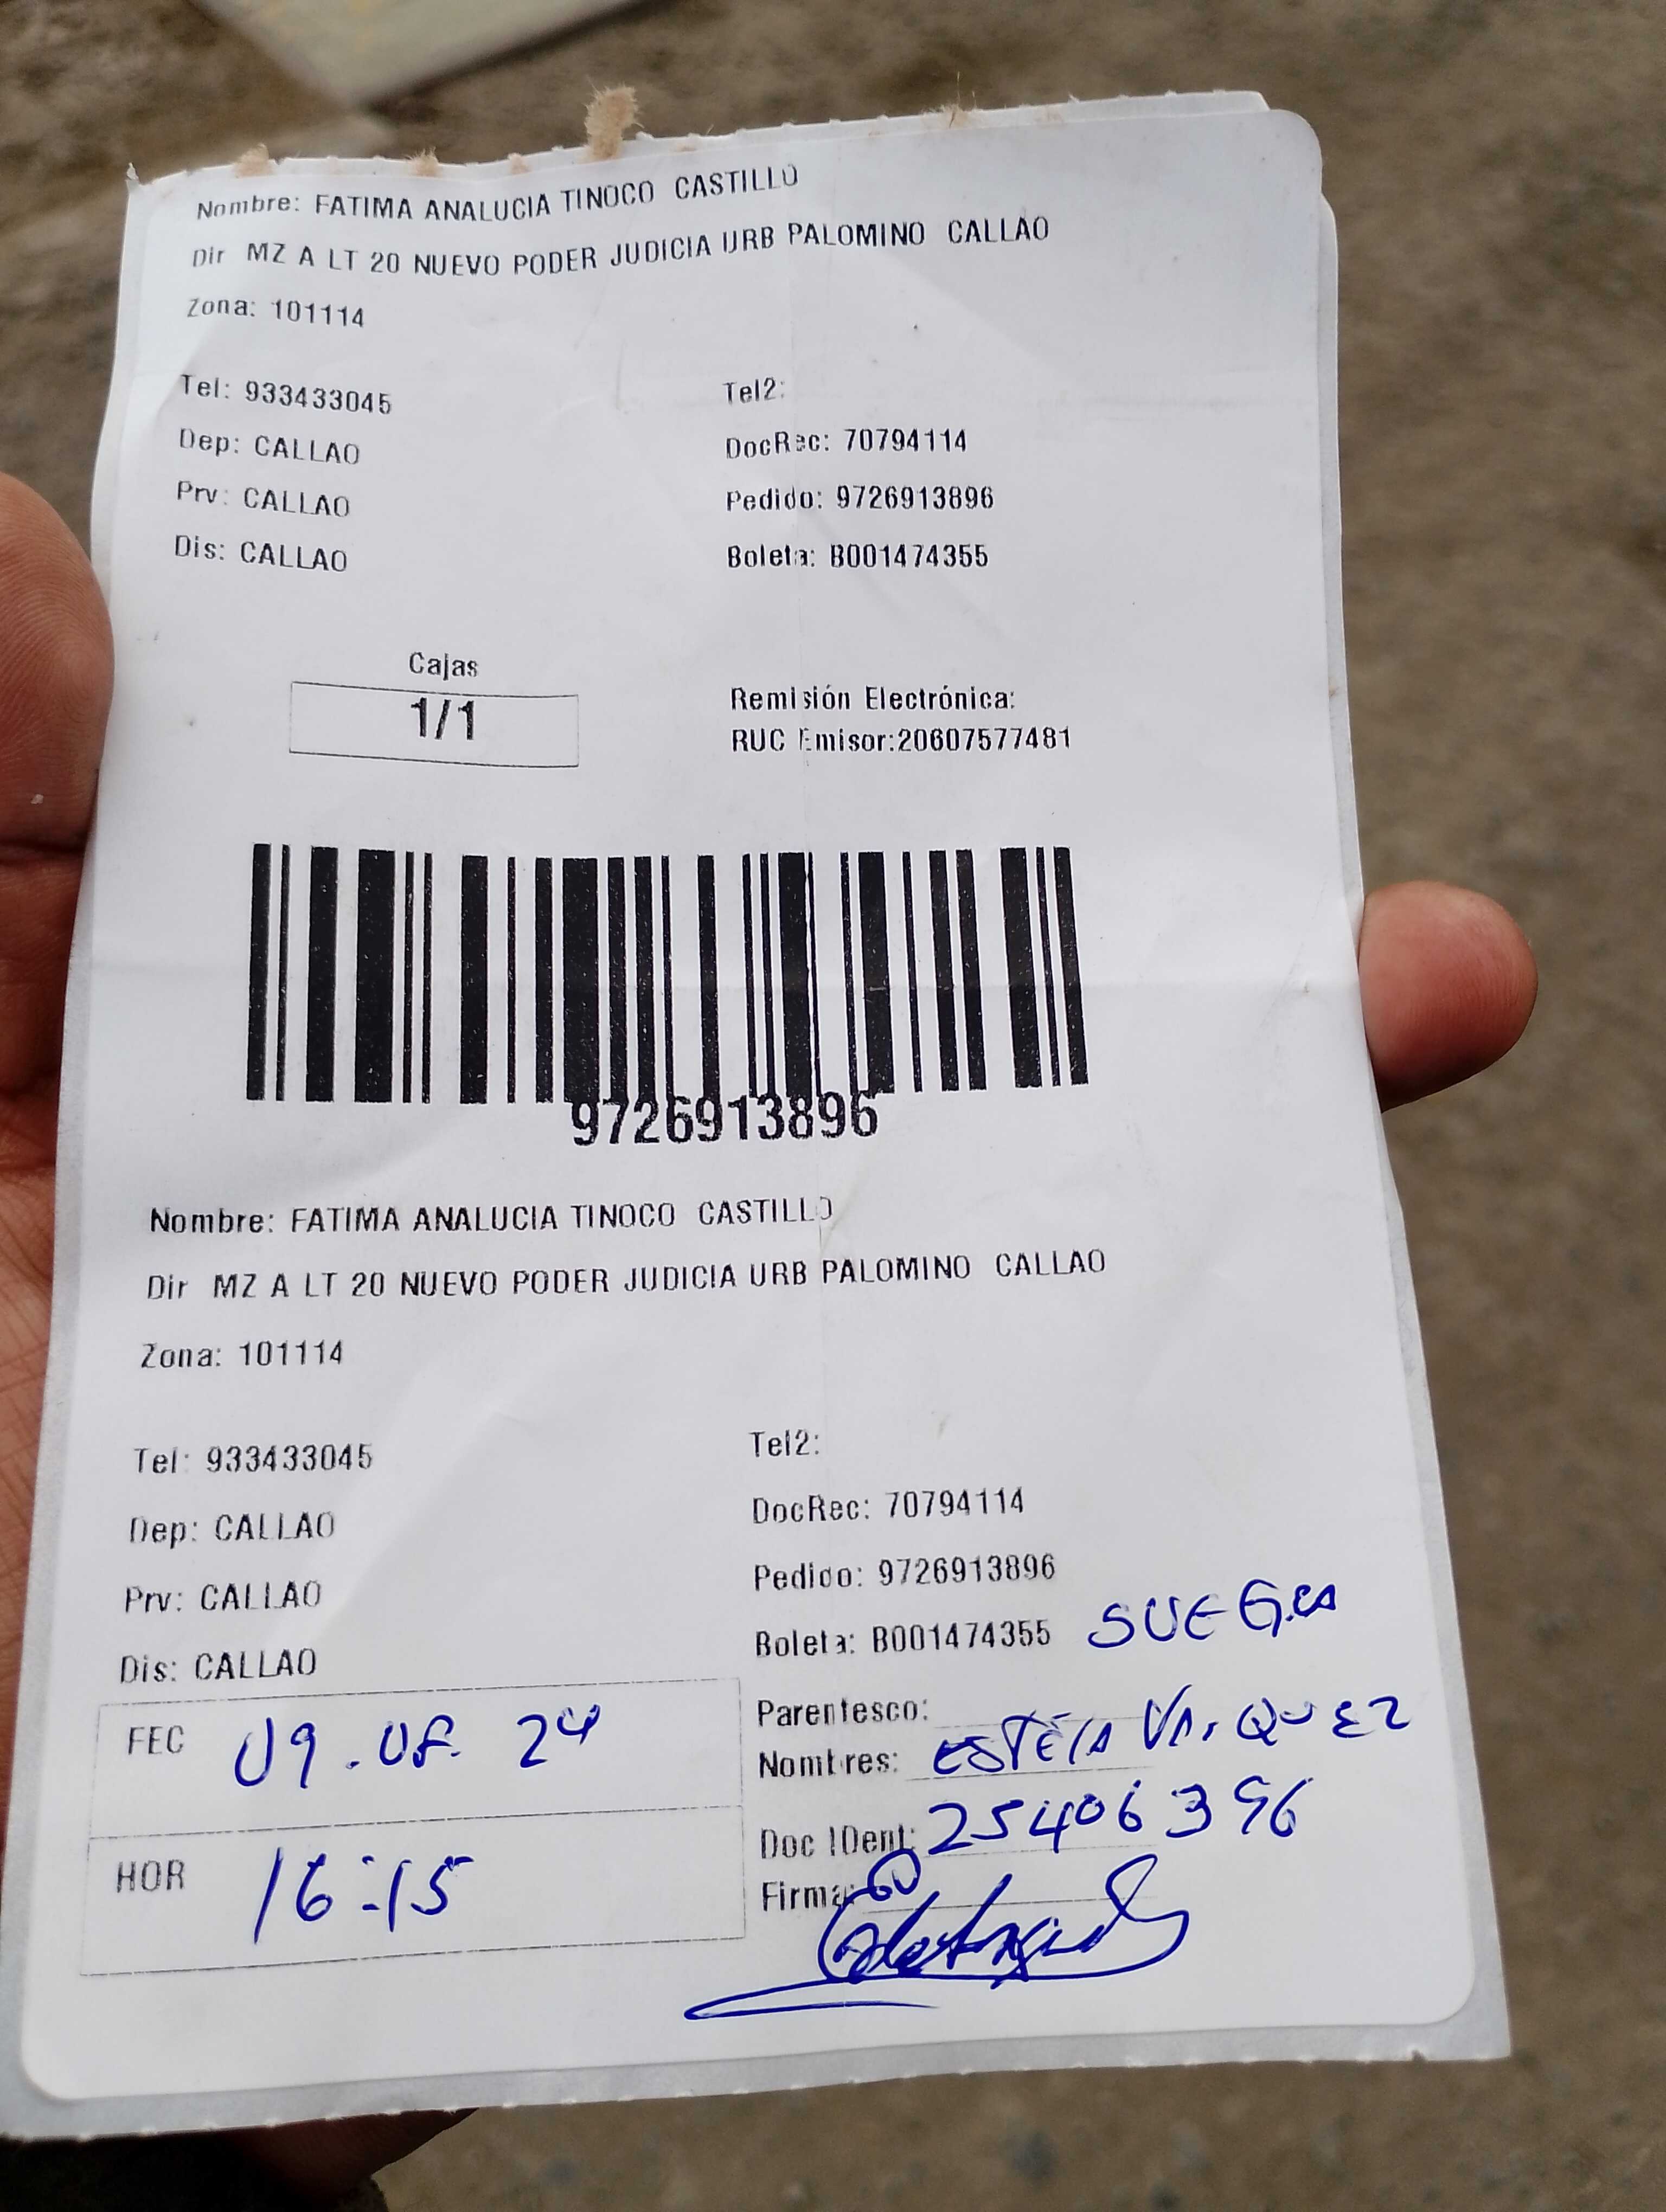 Nombre: FATIMA ANALUCIA TINOCO CASTILLO
Dir MZ A LT 20 NUEVO PODER JUDICIA URB PALOMINO CALLAO
Zona: 101114
Tel: 933433045 Tel2:
Dep: CALLAO DocRec: 70794114
Prv: CALLAO Pedido: 9726913896
Dis: CALLAO Boleta: B001474355
Cajas
1/1
Remisión Electrónica:
RUC Emisor:20607577481
9726913896
Nombre: FATIMA ANALUCIA TINOCO CASTILLO
Dir MZ A LT 20 NUEVO PODER JUDICIA URB PALOMINO CALLAO
Zona: 101114
Tel: 933433045 Tel2:
Dep: CALLAO DocRec: 70794114
Prv: CALLAO Pedido: 9726913896
Dis: CALLAO Boleta: B001474355 SUEGRA
Parentesco:
FEC 09.08.24 Nombres:
Doc IDent: 25406396
HOR 16:15 Firma: